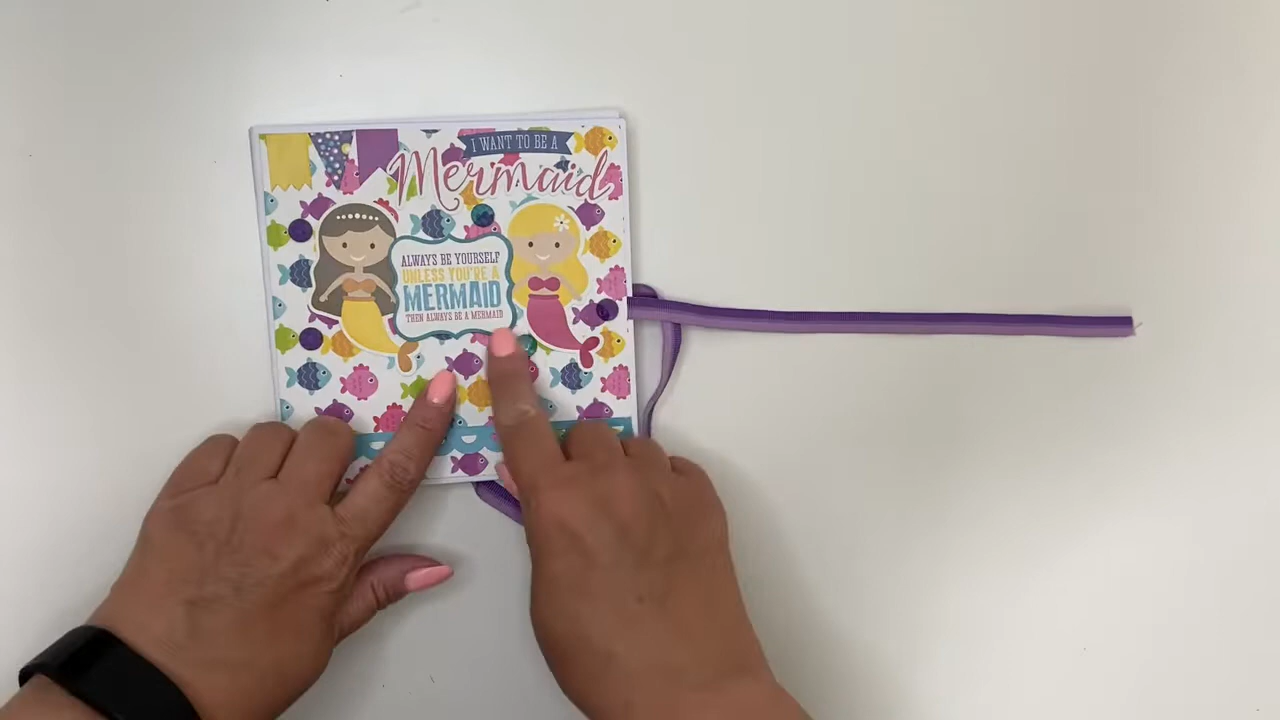 I WANT TO BE A
Mermaid
ALWAYS BE YOURSELF
UNLESS YOU'RE A
MERMAID
THEN ALWAYS BE A MERMAID